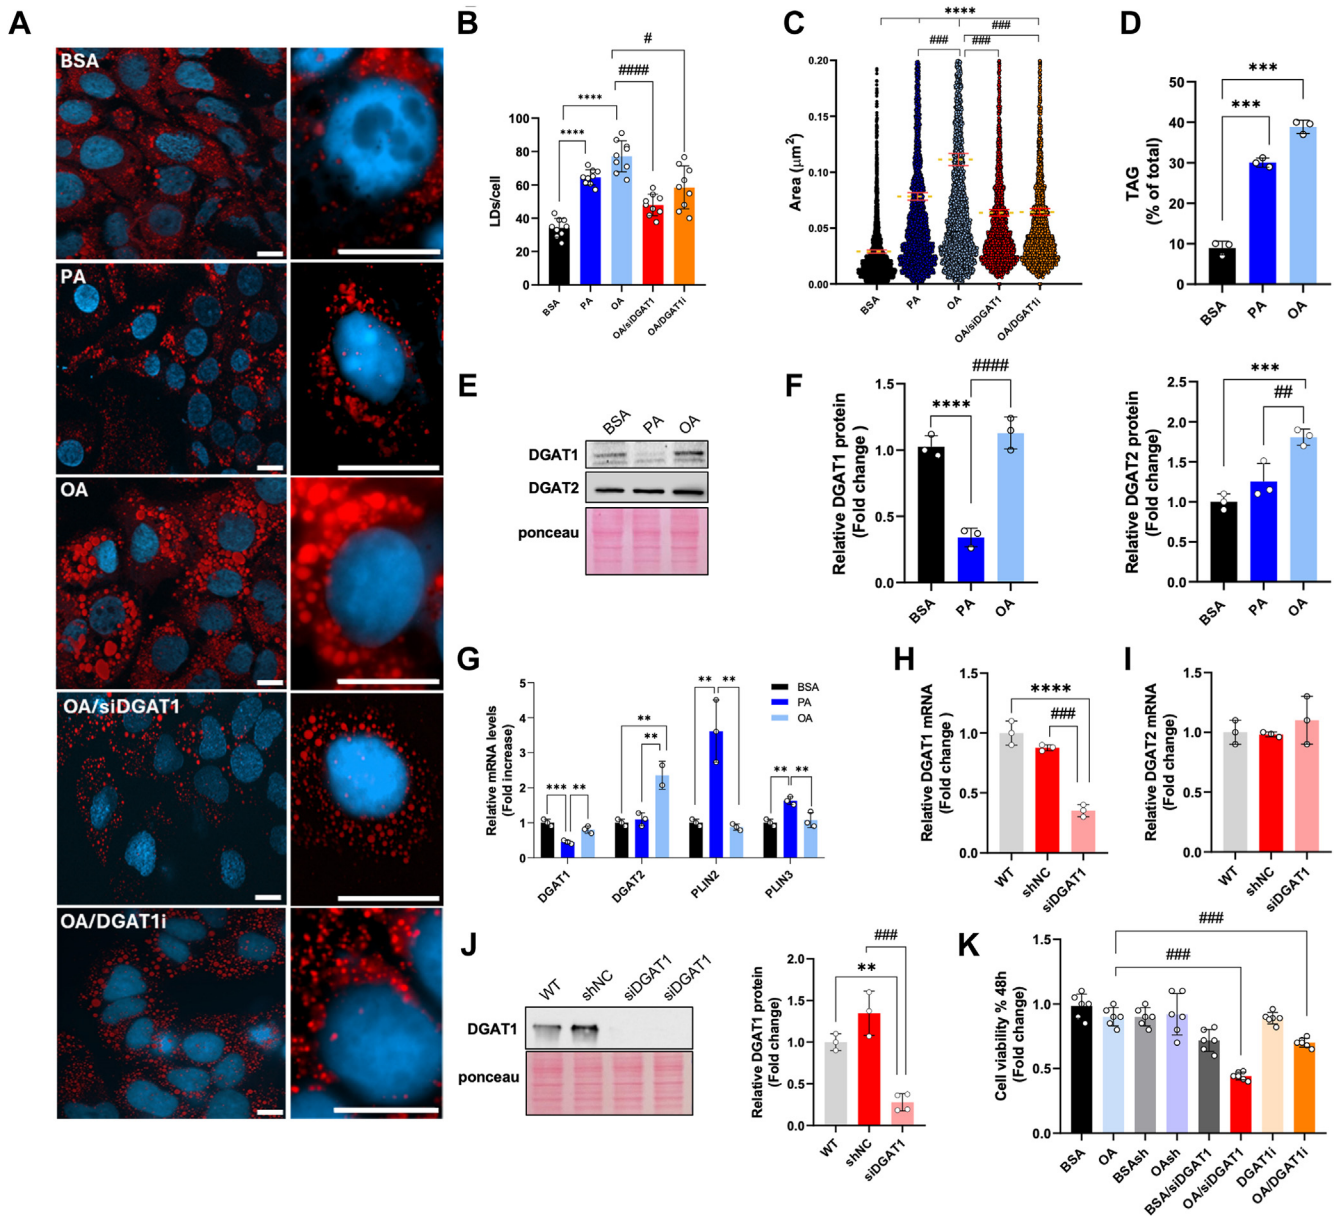 A
BSA
PA
OA
OA/siDGAT1
OA/DGAT1i
B
#
####
****
****
LDs/cell
100
80
60
40
20
0
BSA
PA
OA
OA/siDGAT1
OA/DGAT1i
C
****
###
###
###
Area (μm²)
0.20
0.15
0.10
0.05
0.00
BSA
PA
OA
OA/siDGAT1
OA/DGAT1i
D
***
***
TAG
(% of total)
50
40
30
20
10
0
BSA
PA
OA
E
BSA
PA
OA
DGAT1
DGAT2
ponceau
F
####
****
Relative DGAT1 protein
(Fold change )
1.5
1.0
0.5
0.0
BSA
PA
OA
***
##
Relative DGAT2 protein
(Fold change)
2.5
2.0
1.5
1.0
0.5
0.0
BSA
PA
OA
G
Relative mRNA levels
(Fold increase)
5
4
3
2
1
0
*** **
**
**
** **
** **
BSA
PA
OA
DGAT1
DGAT2
PLIN2
PLIN3
H
****
###
Relative DGAT1 mRNA
(Fold change )
1.5
1.0
0.5
0.0
WT
shNC
siDGAT1
I
Relative DGAT2 mRNA
(Fold change)
1.5
1.0
0.5
0.0
WT
shNC
siDGAT1
J
WT
shNC
siDGAT1
siDGAT1
DGAT1
ponceau
###
**
Relative DGAT1 protein
(Fold change)
2.0
1.5
1.0
0.5
0.0
WT
shNC
siDGAT1
K
###
###
Cell viability % 48h
(Fold change)
1.5
1.0
0.5
0.0
BSA
OA
BSAsh
OAsh
BSA/siDGAT1
OA/siDGAT1
DGAT1i
OA/DGAT1i